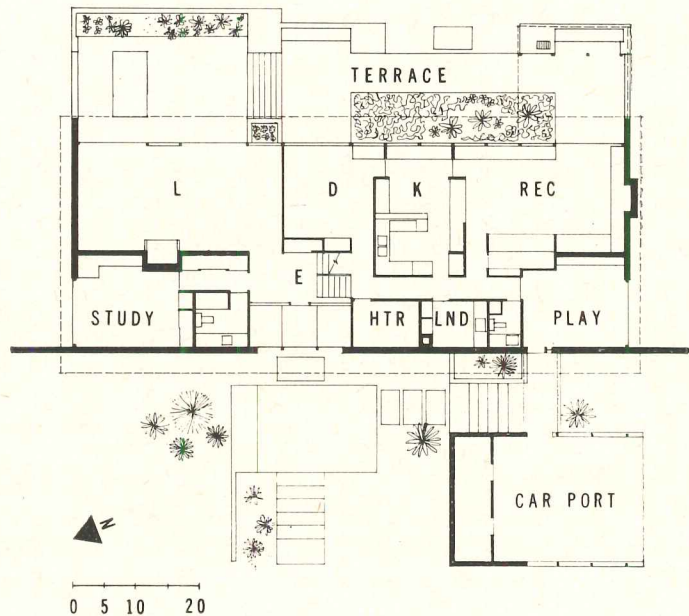 TERRACE
L
D
K
REC
E
STUDY
HTR
LND
PLAY
CAR PORT
N
0 5 10 20